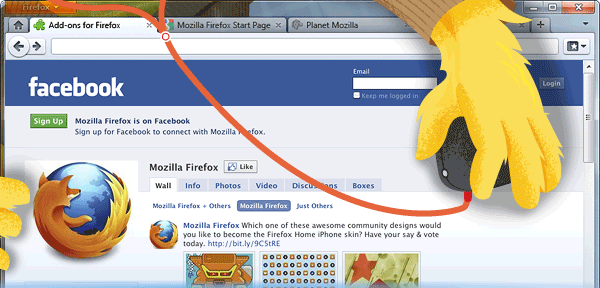 Firefox
Add-ons for Firefox
Mozilla Firefox Start Page
Planet Mozilla
facebook
Email
Keep me logged in
Login
Sign Up
Mozilla Firefox is on Facebook
Sign up for Facebook to connect with Mozilla Firefox.
Mozilla Firefox
Like
Wall Info Photos Video Discussions Boxes
Mozilla Firefox + Others Mozilla Firefox Just Others
Mozilla Firefox Which one of these awesome community designs would
you like to become the Firefox Home iPhone skin? Have your say & vote
today. http://bit.ly/9CStRE